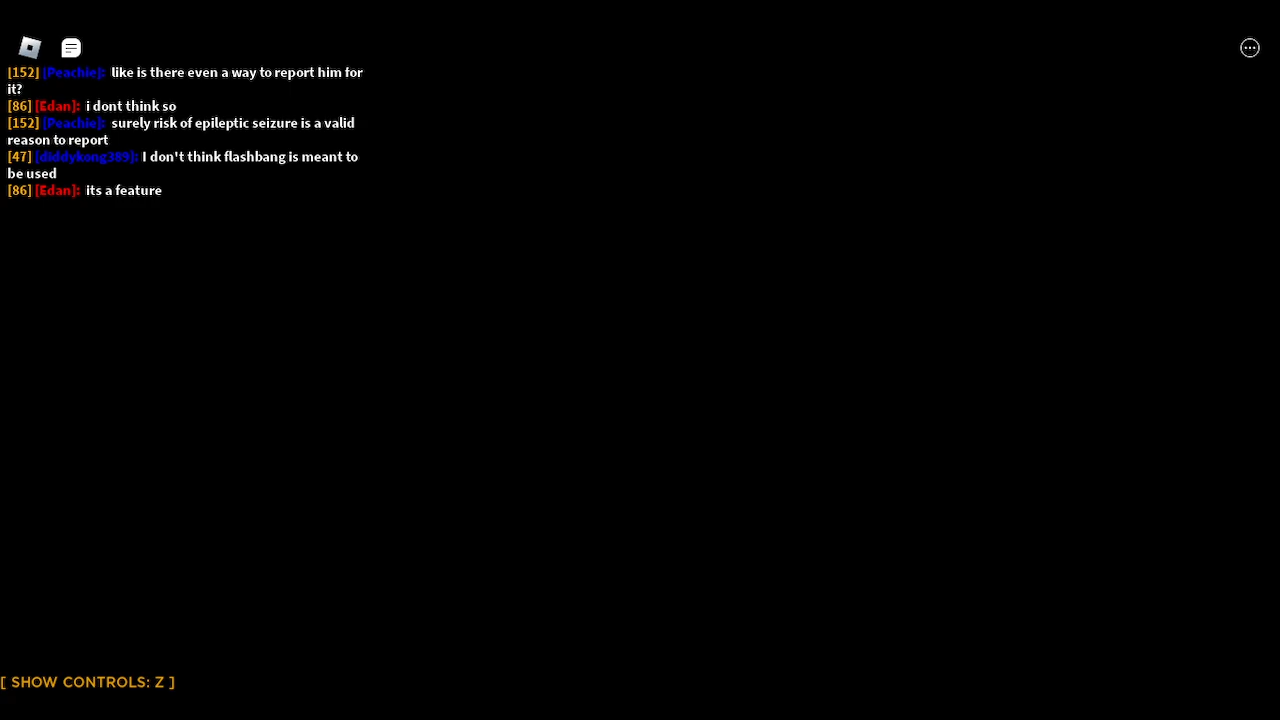 [152] [Peachie]: like is there even a way to report him for
it?
[86] [Edan]: i dont think so
[152] [Peachie]: surely risk of epileptic seizure is a valid
reason to report
[47] [diddykong389]: I don't think flashbang is meant to
be used
[86] [Edan]: its a feature
[ SHOW CONTROLS: Z ]